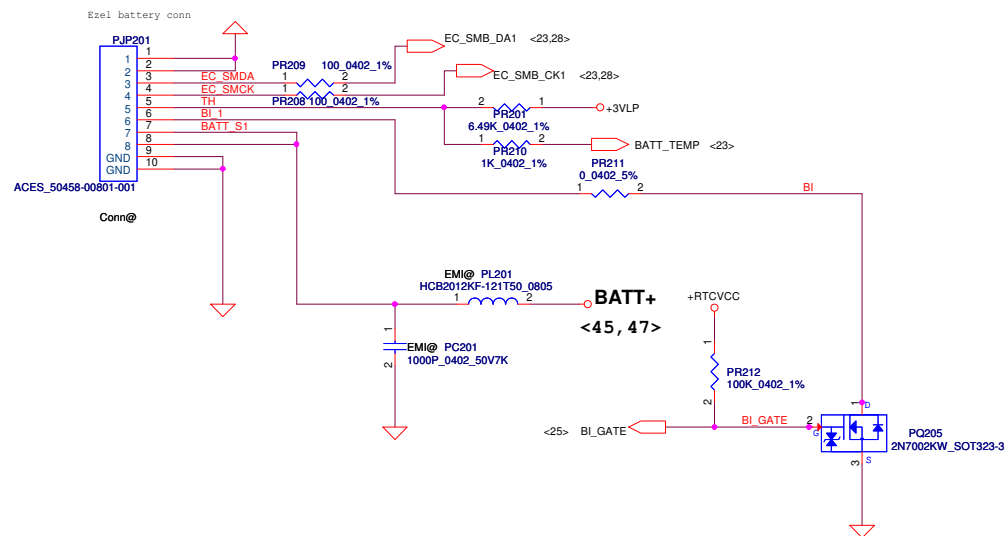 Ezel battery conn
PJP201
1
2
3
4
5
6
7
8
GND
GND
1
2
3
4
5
6
7
8
9
10
ACES_50458-00801-001
Conn@
EC_SMDA
EC_SMCK
TH
BI_1
BATT_S1
PR209 100_0402_1%
1 2
EC_SMB_DA1 <23,28>
1 2
PR208 100_0402_1%
EC_SMB_CK1 <23,28>
2 1
PR201
6.49K_0402_1%
+3VLP
1 2
PR210
1K_0402_1%
BATT_TEMP <23>
PR211
0_0402_5%
1 2
BI
EMI@ PL201
HCB2012KF-121T50_0805
1 2
BATT+
<45,47>
1
2
EMI@ PC201
1000P_0402_50V7K
+RTCVCC
1
2
PR212
100K_0402_1%
<25> BI_GATE
BI_GATE
2
G
1
D
3
S
PQ205
2N7002KW_SOT323-3